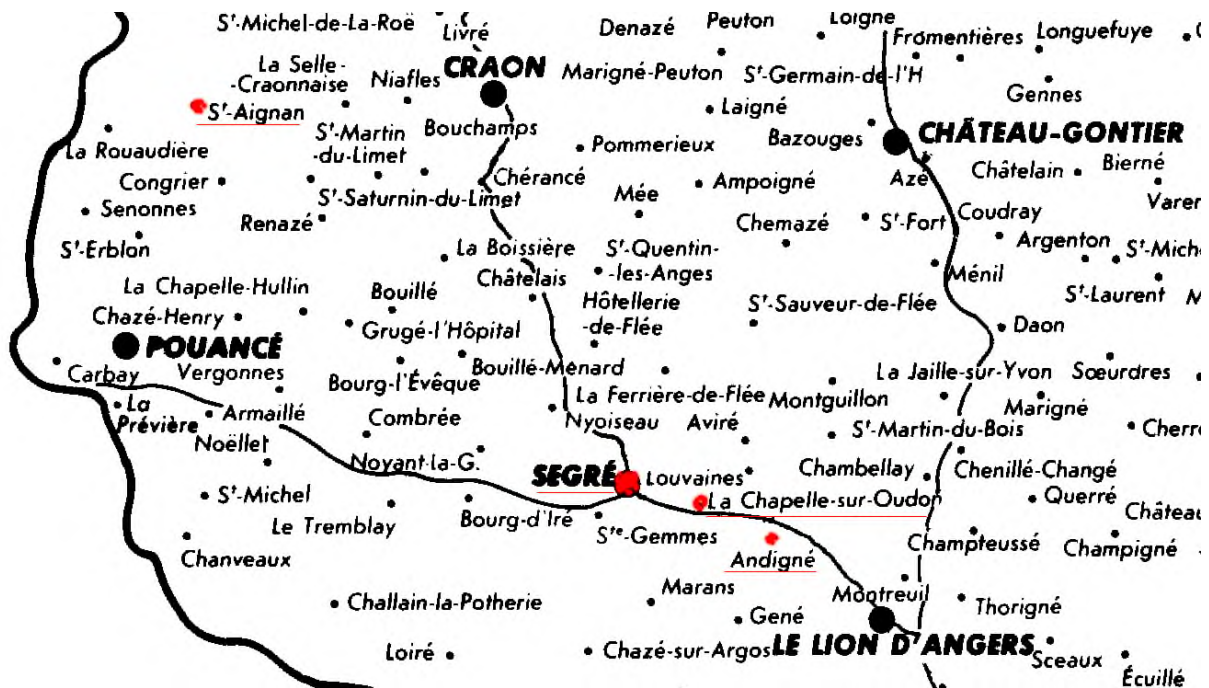 Sᵗ-Michel-de-La-Roë
Livré
Denazé
Peuton
Loigné
Fromentières
Longuefuye
La Selle-
-Craonnaise
Niafles
CRAON
Marigné-Peuton
Sᵗ-Germain-de-l'H
Gennes
Sᵗ-Aignan
Laigné
Sᵗ-Martin
-du-Limet
Bouchamps
Bazouges
CHÂTEAU-GONTIER
La Rouaudière
Pommerieux
Congrier
Chérancé
Ampoigné
Azé
Châtelain
Bierné
Senonnes
Sᵗ-Saturnin-du-Limet
Mée
Varen
Renazé
Chemazé
Sᵗ-Fort
Coudray
Sᵗ-Erblon
La Boissière
Sᵗ-Quentin-
-les-Anges
Argenton
Sᵗ-Mich
Châtelais
Ménil
La Chapelle-Hullin
Bouillé
Hôtellerie
-de-Flée
Sᵗ-Sauveur-de-Flée
Sᵗ-Laurent
M
Chazé-Henry
Grugé-l'Hôpital
Daon
POUANCÉ
Carbay
Vergonnes
Bourg-l'Évêque
Bouillé-Ménard
La Jaille-sur-Yvon
Sœurdres
La
Prévière
Armaillé
Combrée
La Ferrière-de-Flée
Montguillon
Marigné
Noëllet
Nyoiseau
Aviré
Sᵗ-Martin-du-Bois
Cherr
Noyant-la-G.
SEGRÉ
Louvaines
Chambellay
Chenillé-Changé
Sᵗ-Michel
La Chapelle-sur-Oudon
Querré
Le Tremblay
Bourg-d'Iré
Sᵗᵉ-Gemmes
Château
Chanveaux
Andigné
Champteussé
Champigné
Challain-la-Potherie
Marans
Montreuil
Thorigné
Gené
Loiré
Chazé-sur-Argos
LE LION D'ANGERS
Sceaux
Écuillé